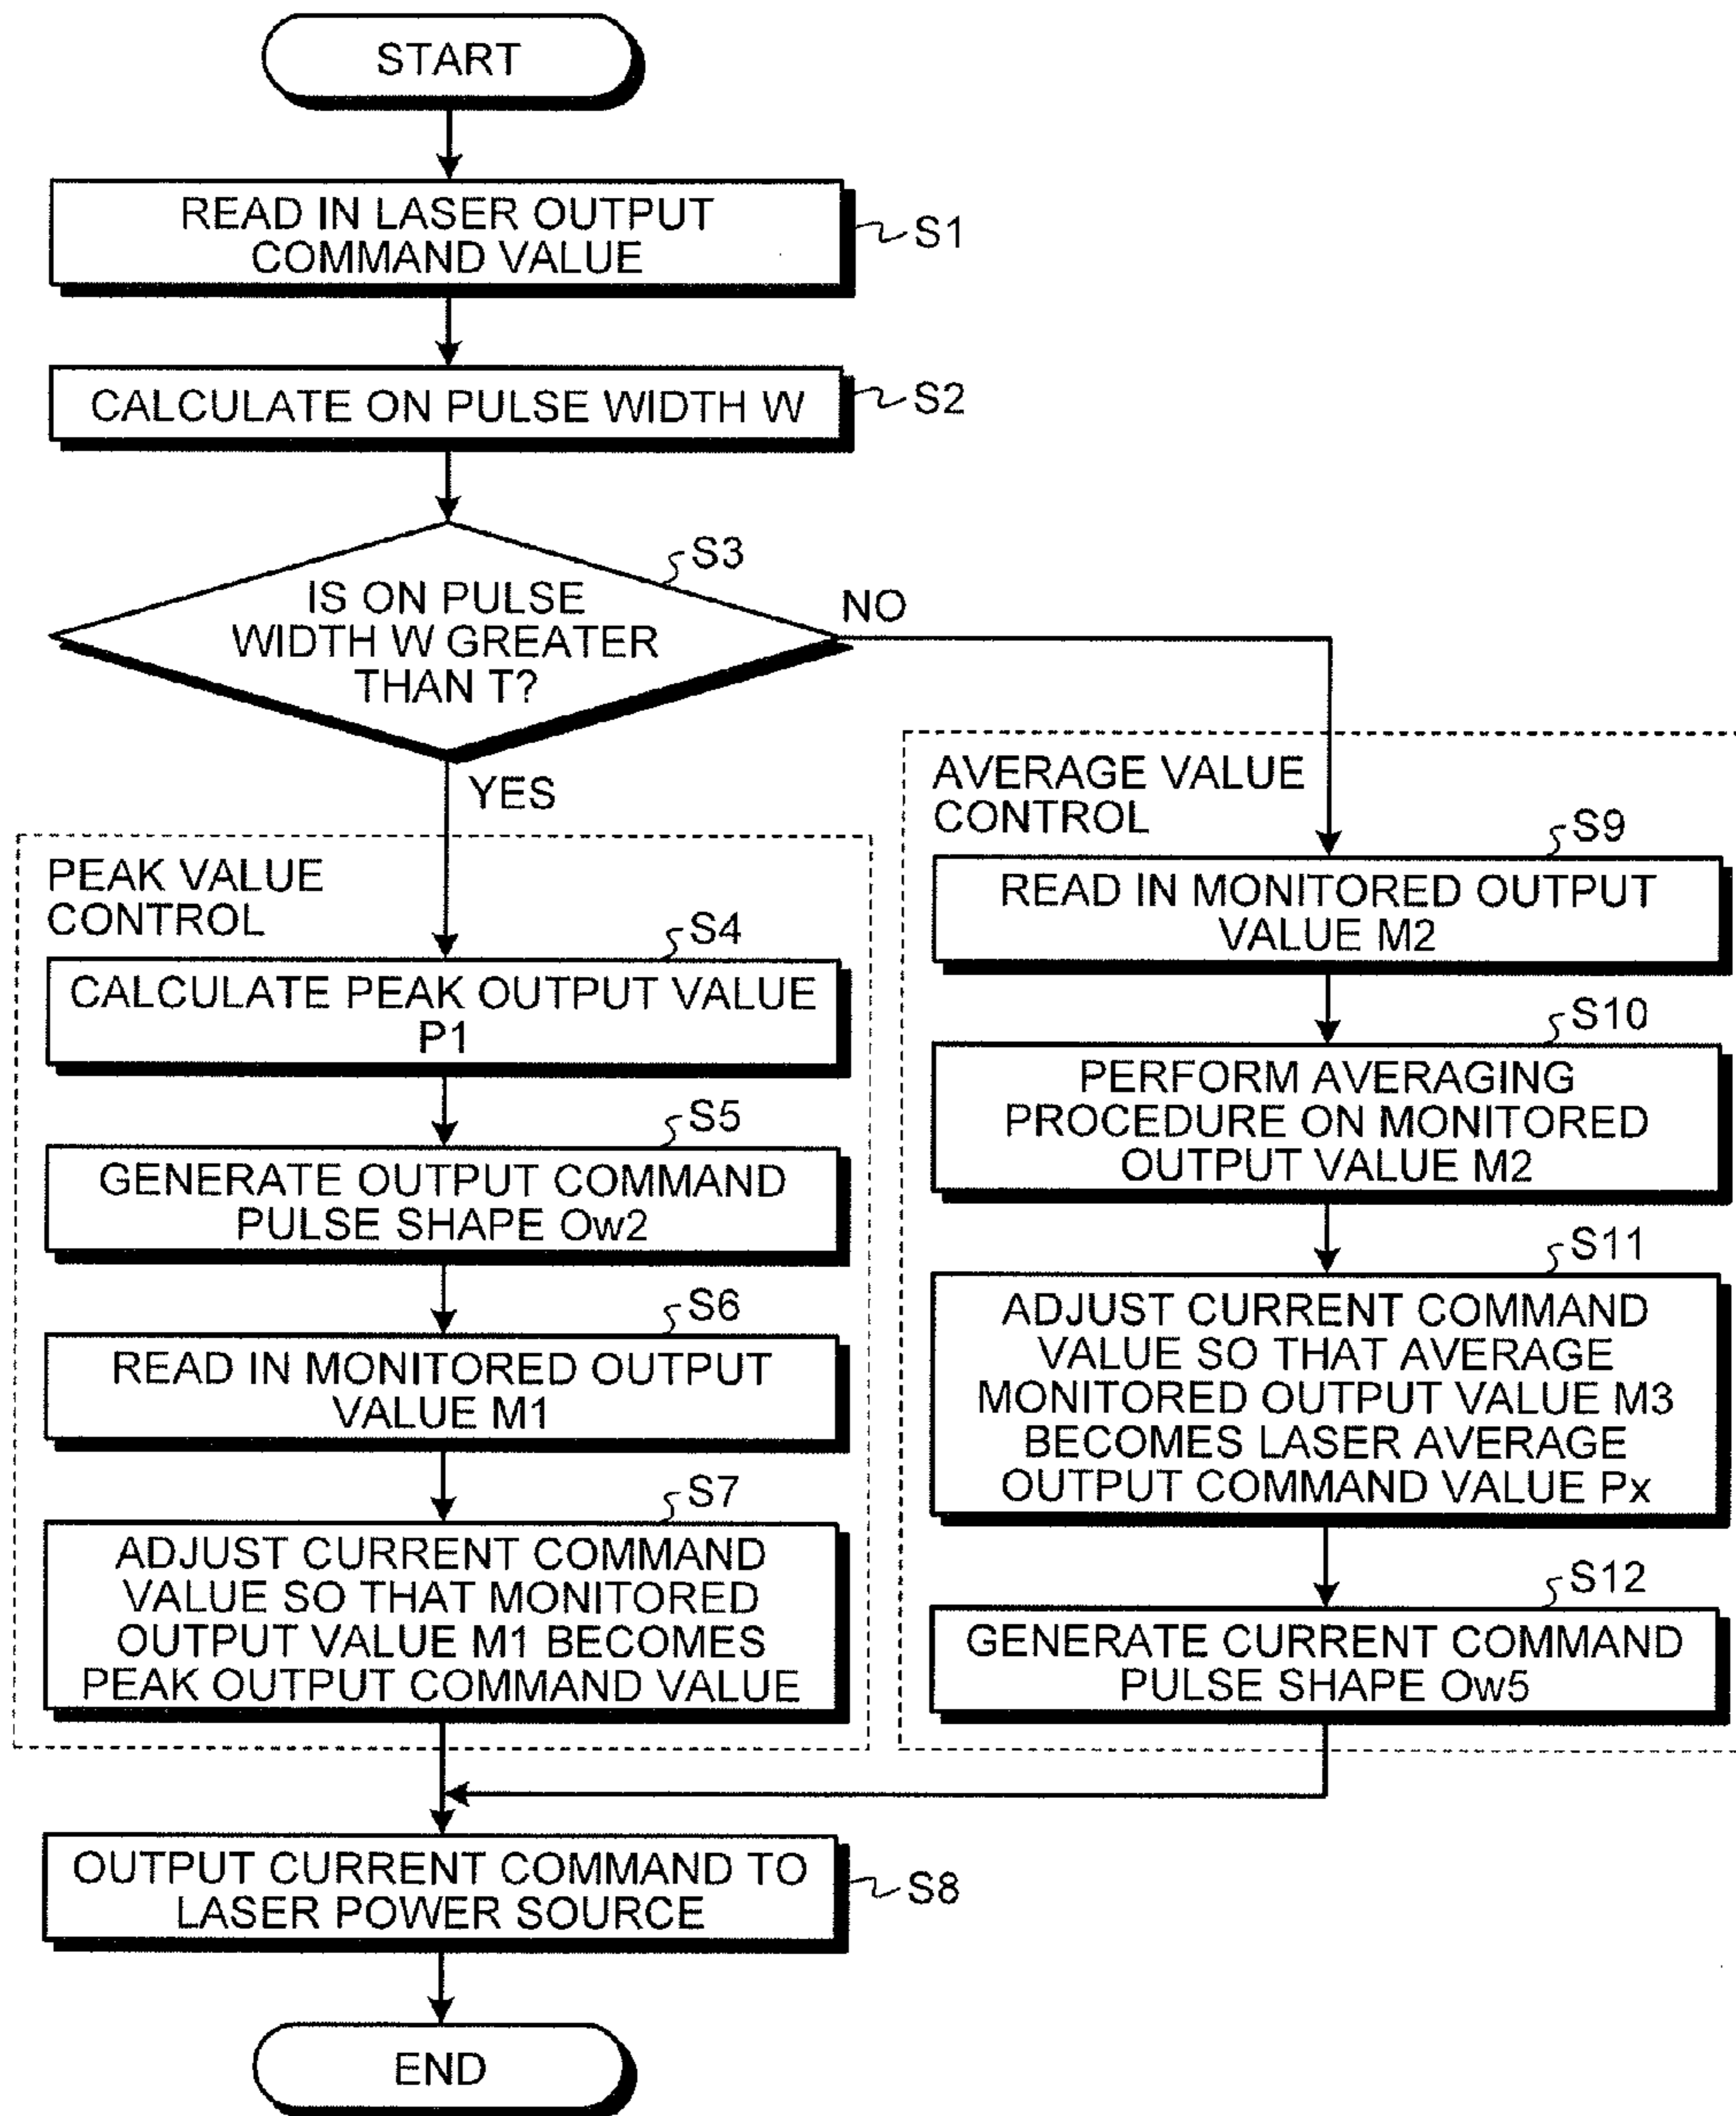 START
READ IN LASER OUTPUT
COMMAND VALUE
S1
CALCULATE ON PULSE WIDTH W
S2
S3
IS ON PULSE
WIDTH W GREATER
THAN T?
NO
YES
PEAK VALUE
CONTROL
S4
CALCULATE PEAK OUTPUT VALUE
P1
S5
GENERATE OUTPUT COMMAND
PULSE SHAPE Ow2
S6
READ IN MONITORED OUTPUT
VALUE M1
S7
ADJUST CURRENT COMMAND
VALUE SO THAT MONITORED
OUTPUT VALUE M1 BECOMES
PEAK OUTPUT COMMAND VALUE
AVERAGE VALUE
CONTROL
S9
READ IN MONITORED OUTPUT
VALUE M2
S10
PERFORM AVERAGING
PROCEDURE ON MONITORED
OUTPUT VALUE M2
S11
ADJUST CURRENT COMMAND
VALUE SO THAT AVERAGE
MONITORED OUTPUT VALUE M3
BECOMES LASER AVERAGE
OUTPUT COMMAND VALUE Px
S12
GENERATE CURRENT COMMAND
PULSE SHAPE Ow5
OUTPUT CURRENT COMMAND TO
LASER POWER SOURCE
S8
END